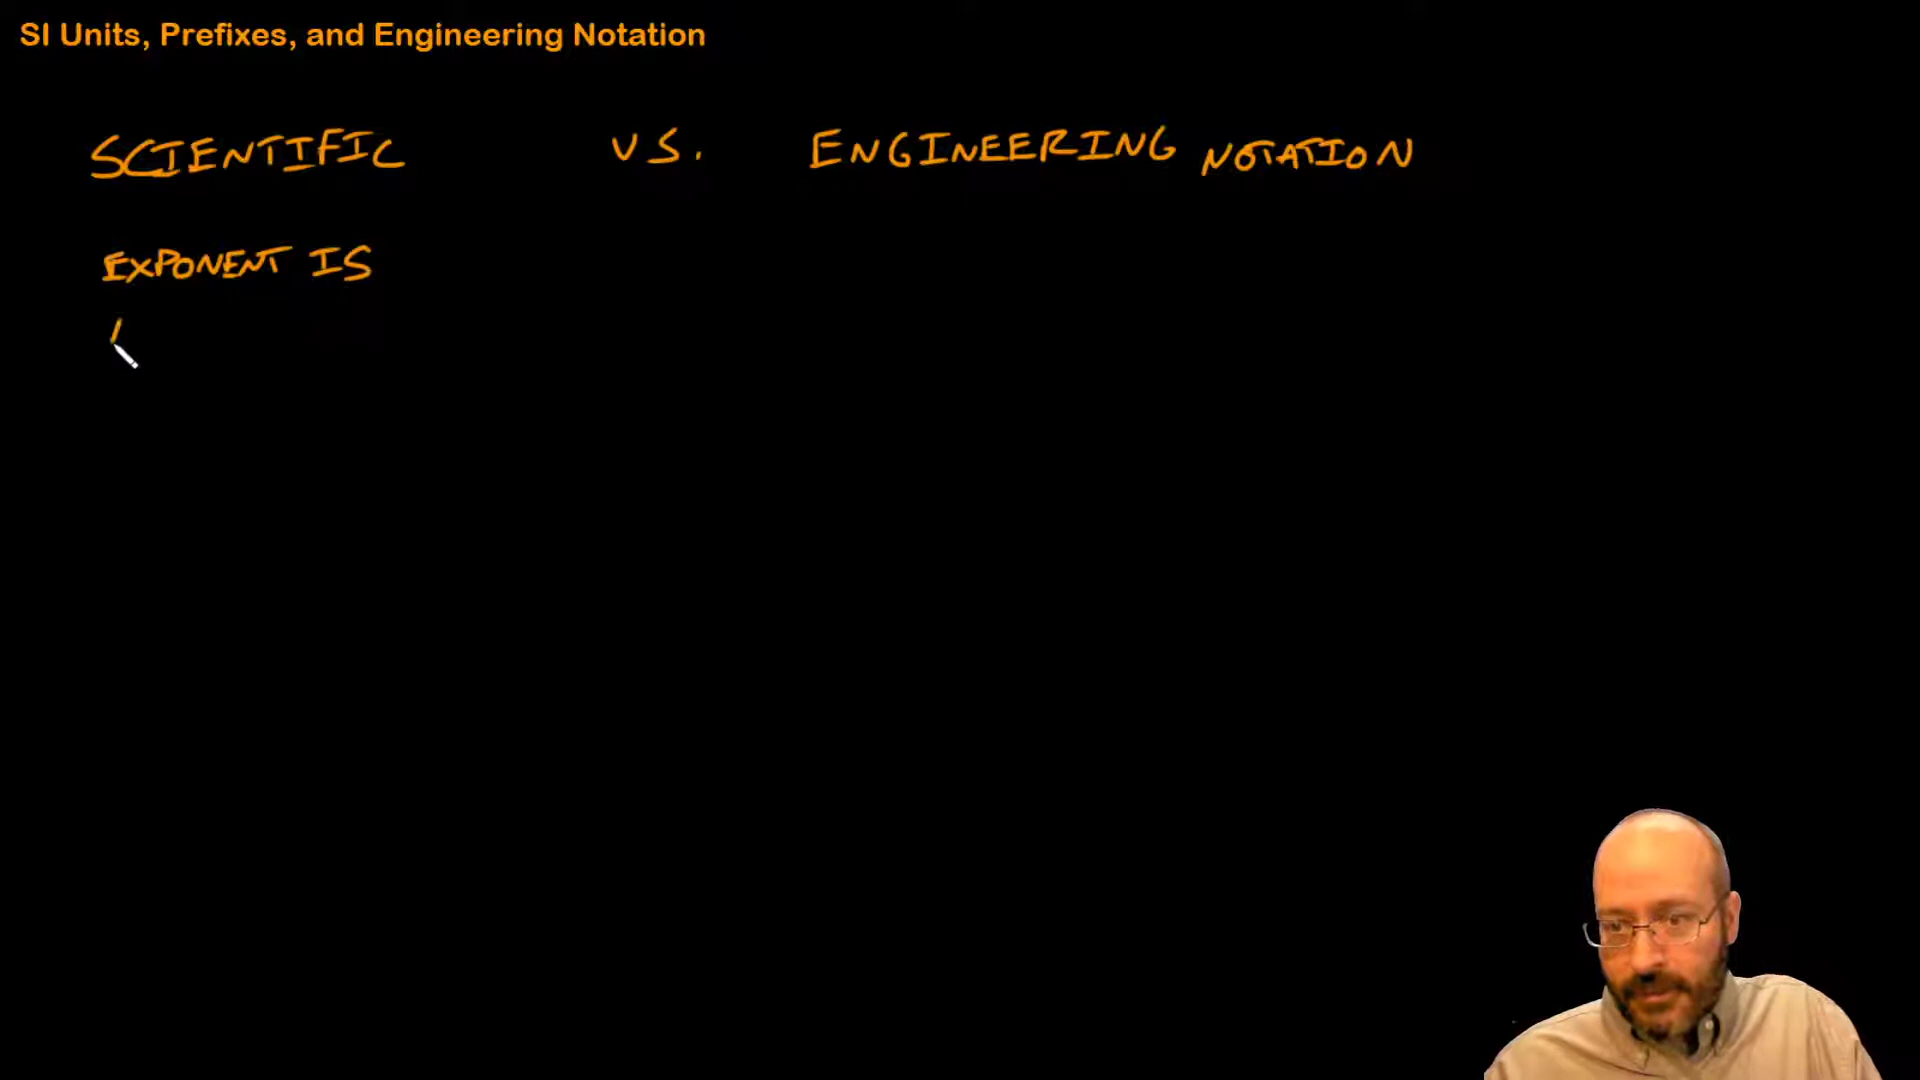 SI Units, Prefixes, and Engineering Notation
SCIENTIFIC VS. ENGINEERING NOTATION
EXPONENT IS